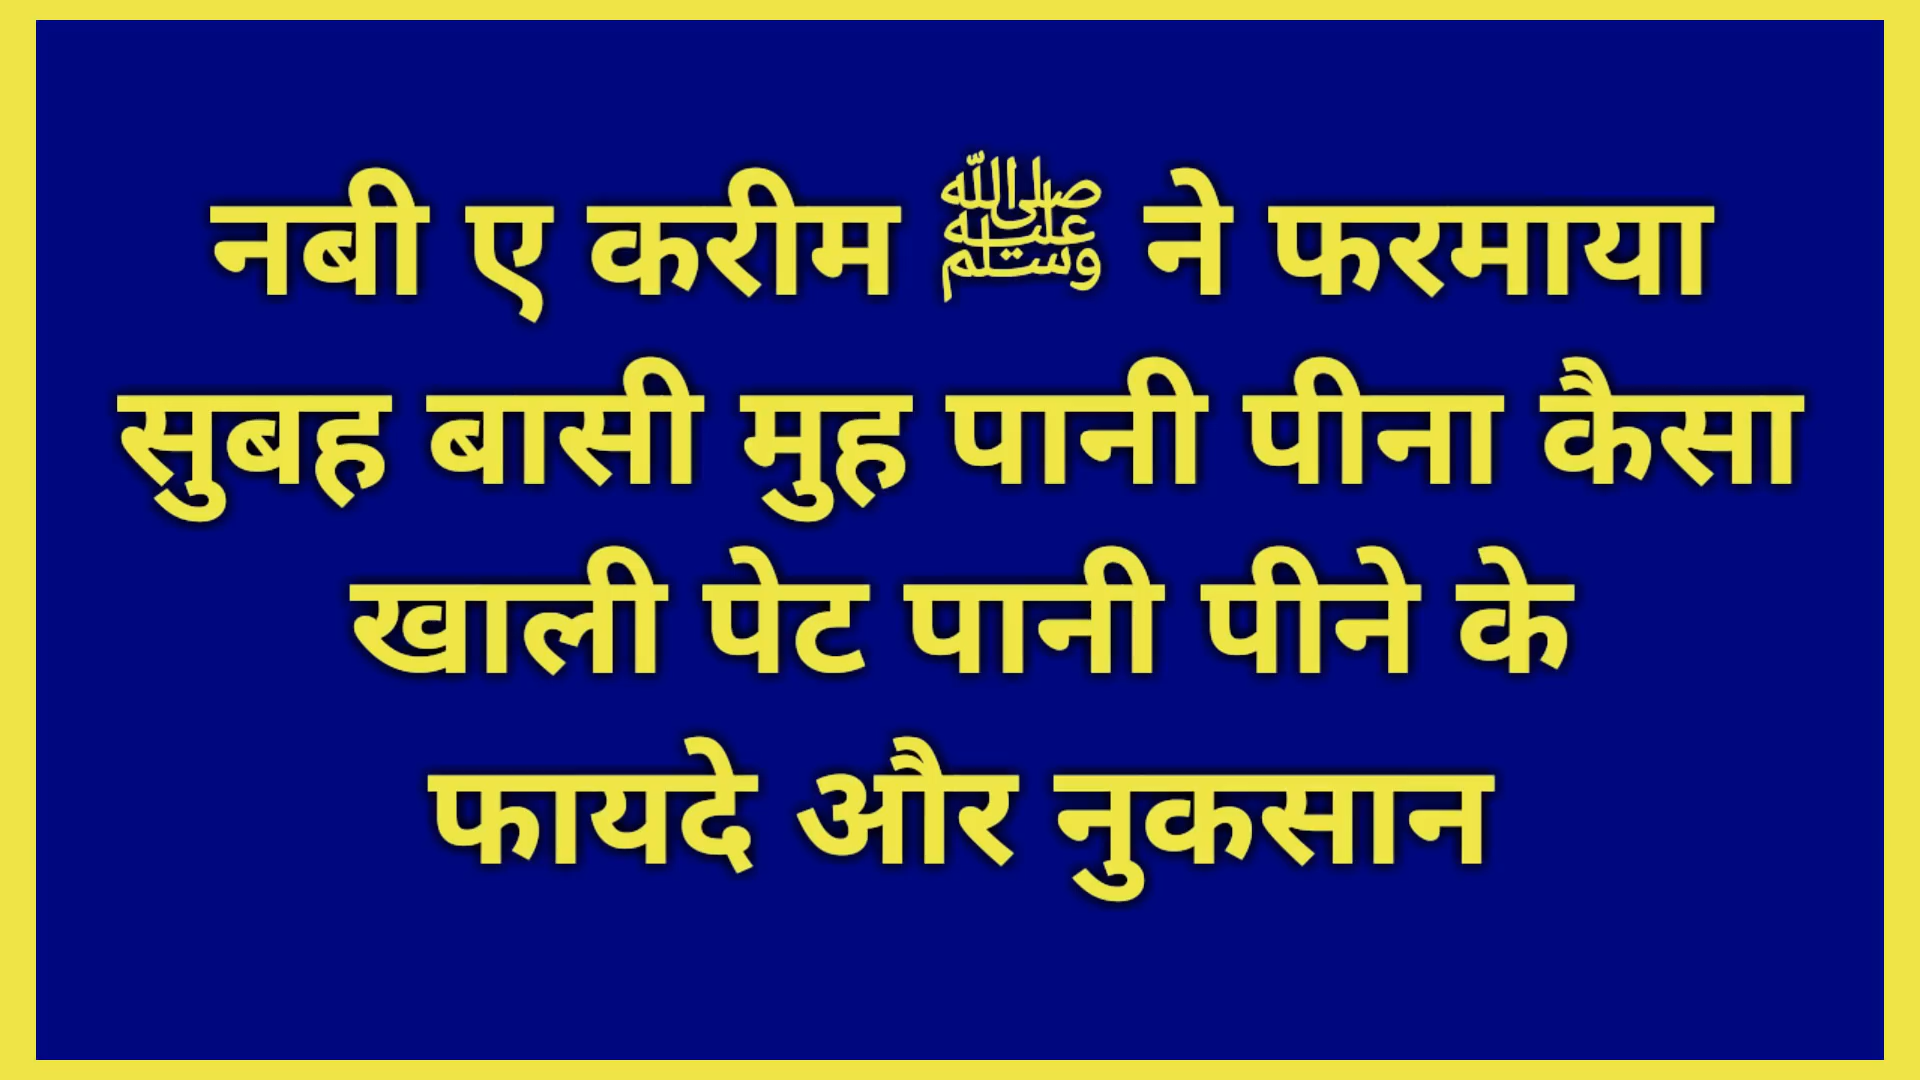 नबी ए करीम ﷺ ने फरमाया
सुबह बासी मुह पानी पीना कैसा
खाली पेट पानी पीने के
फायदे और नुकसान